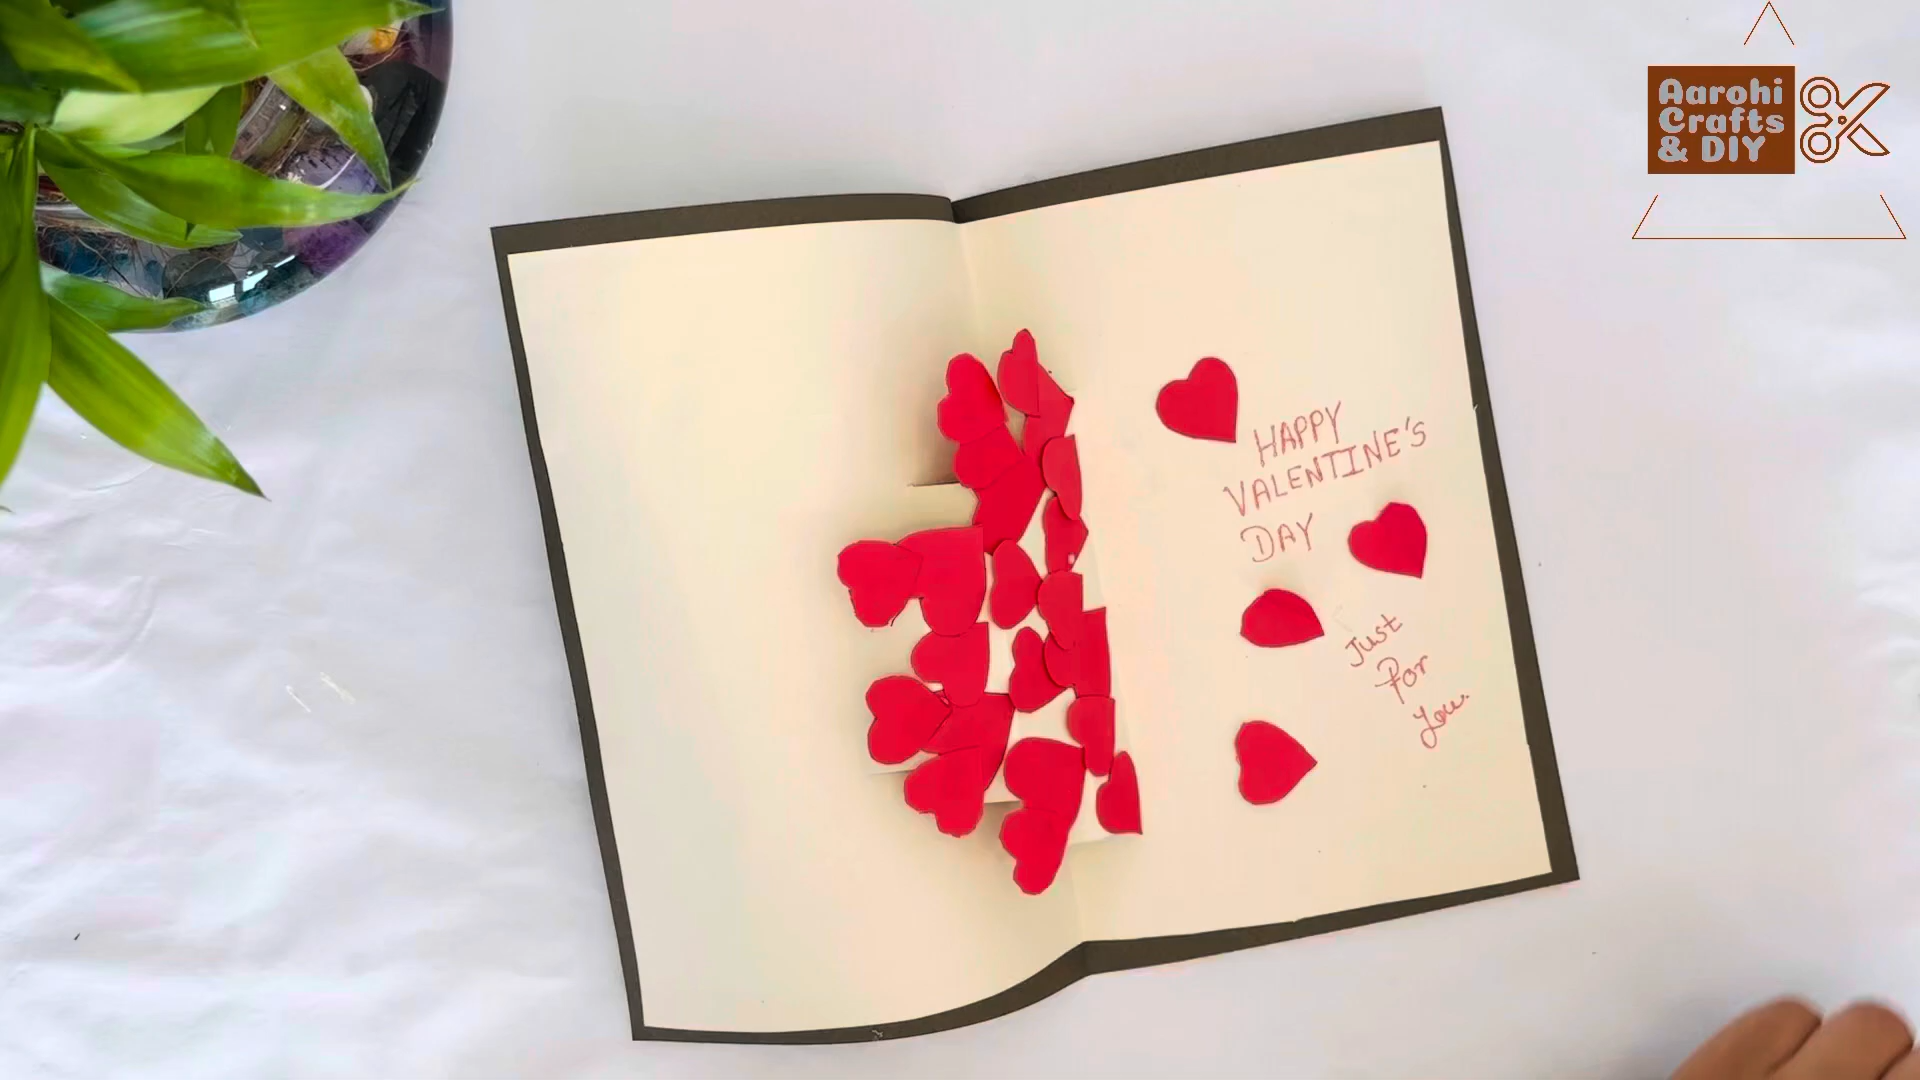 Aarohi
Crafts
& DIY
HAPPY
VALENTINE'S
DAY
Just
For
You.